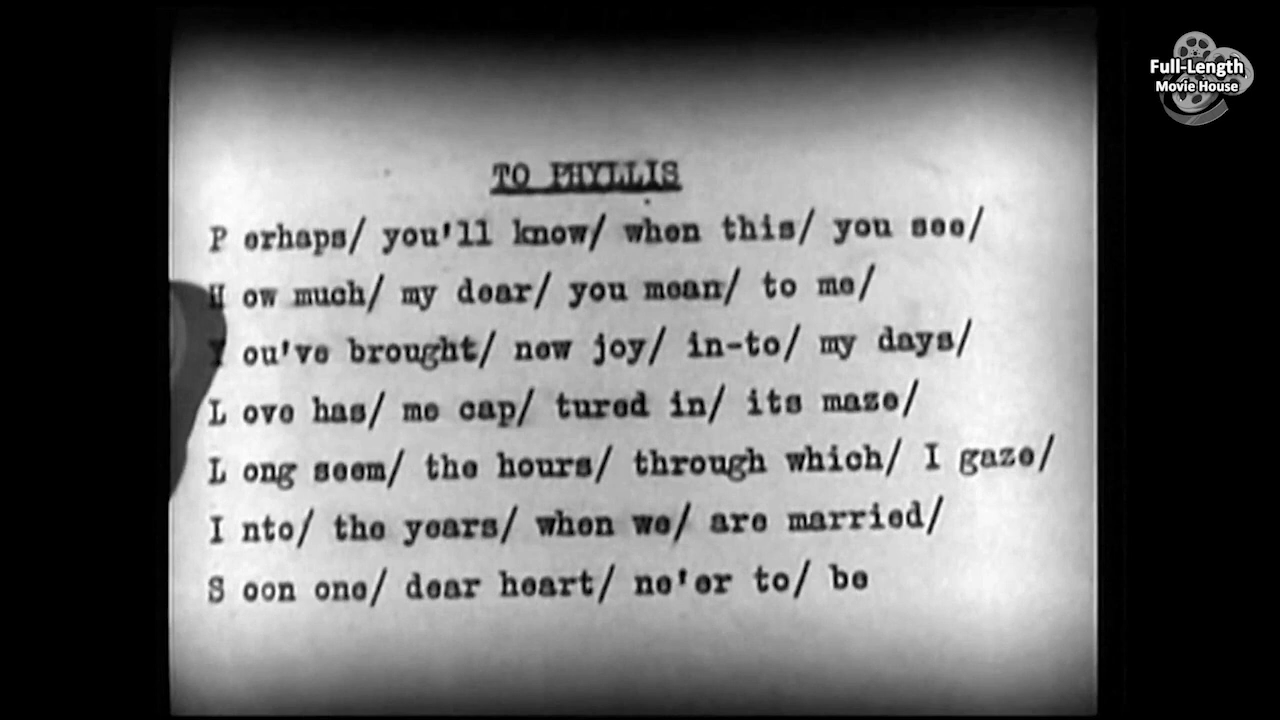 Full-Length
Movie House
TO PHYLLIS
P erhaps/ you'll know/ when this/ you see/
H ow much/ my dear/ you mean/ to me/
Y ou've brought/ new joy/ in-to/ my days/
L ove has/ me cap/ tured in/ its maze/
L ong seem/ the hours/ through which/ I gaze/
I nto/ the years/ when we/ are married/
S oon one/ dear heart/ ne'er to/ be